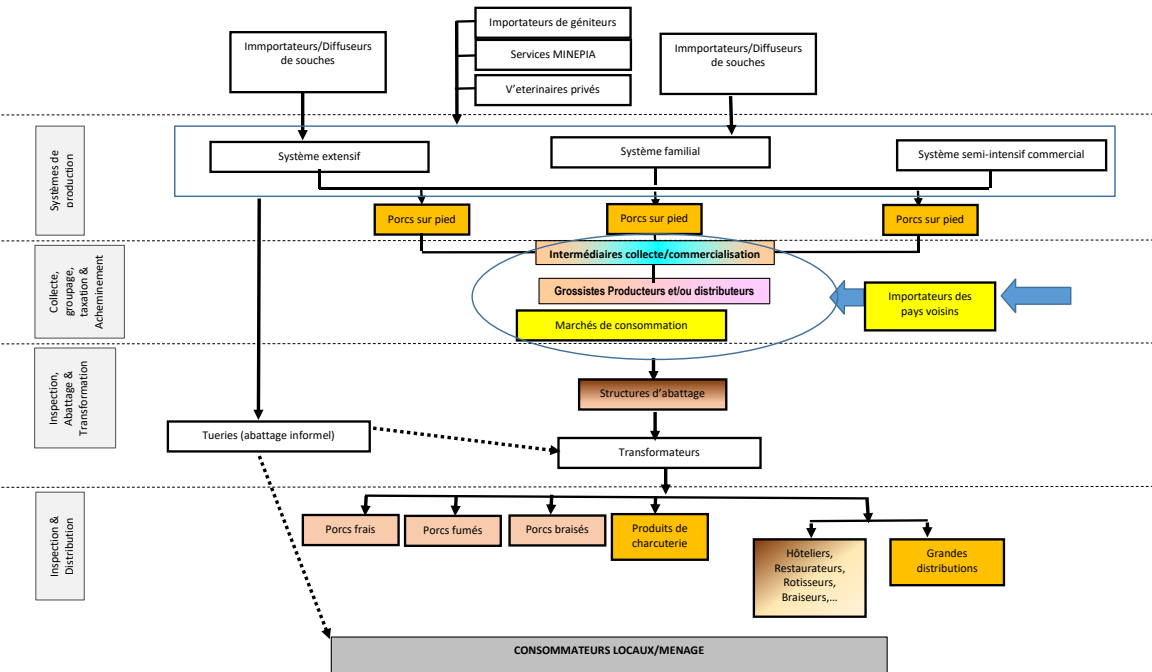 Importateurs de géniteurs
Immportateurs/Diffuseurs
de souches
Services MINEPIA
Immportateurs/Diffuseurs
de souches
V'eterinaires privés
Systèmes de
production
Système extensif
Système familial
Système semi-intensif commercial
Porcs sur pied
Porcs sur pied
Porcs sur pied
Collecte,
groupage,
taxation &
Acheminement
Intermédiaires collecte/commercialisation
Grossistes Producteurs et/ou distributeurs
Marchés de consommation
Importateurs des
pays voisins
Inspection,
Abattage &
Transformation
Structures d'abattage
Tueries (abattage informel)
Transformateurs
Inspection &
Distribution
Porcs frais
Porcs fumés
Porcs braisés
Produits de
charcuterie
Hôteliers,
Restaurateurs,
Rotisseurs,
Braiseurs,...
Grandes
distributions
CONSOMMATEURS LOCAUX/MENAGE